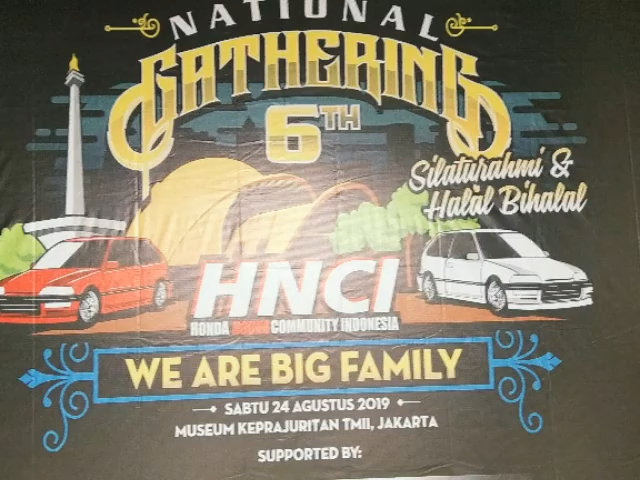 NATIONAL
GATHERING
6TH
Silaturahmi &
Halal Bihalal
HNCI
HONDA NOUVA COMMUNITY INDONESIA
WE ARE BIG FAMILY
SABTU 24 AGUSTUS 2019
MUSEUM KEPRAJURITAN TMII, JAKARTA
SUPPORTED BY: